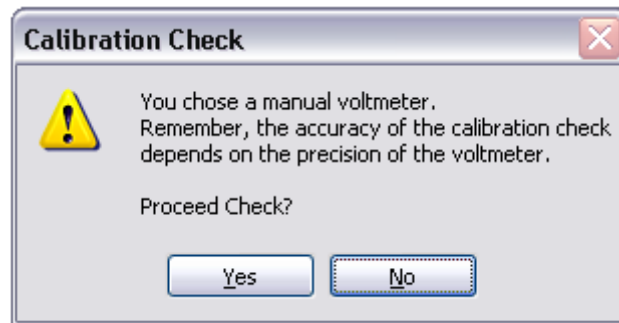 Calibration Check
You chose a manual voltmeter.
Remember, the accuracy of the calibration check
depends on the precision of the voltmeter.
Proceed Check?
Yes
No